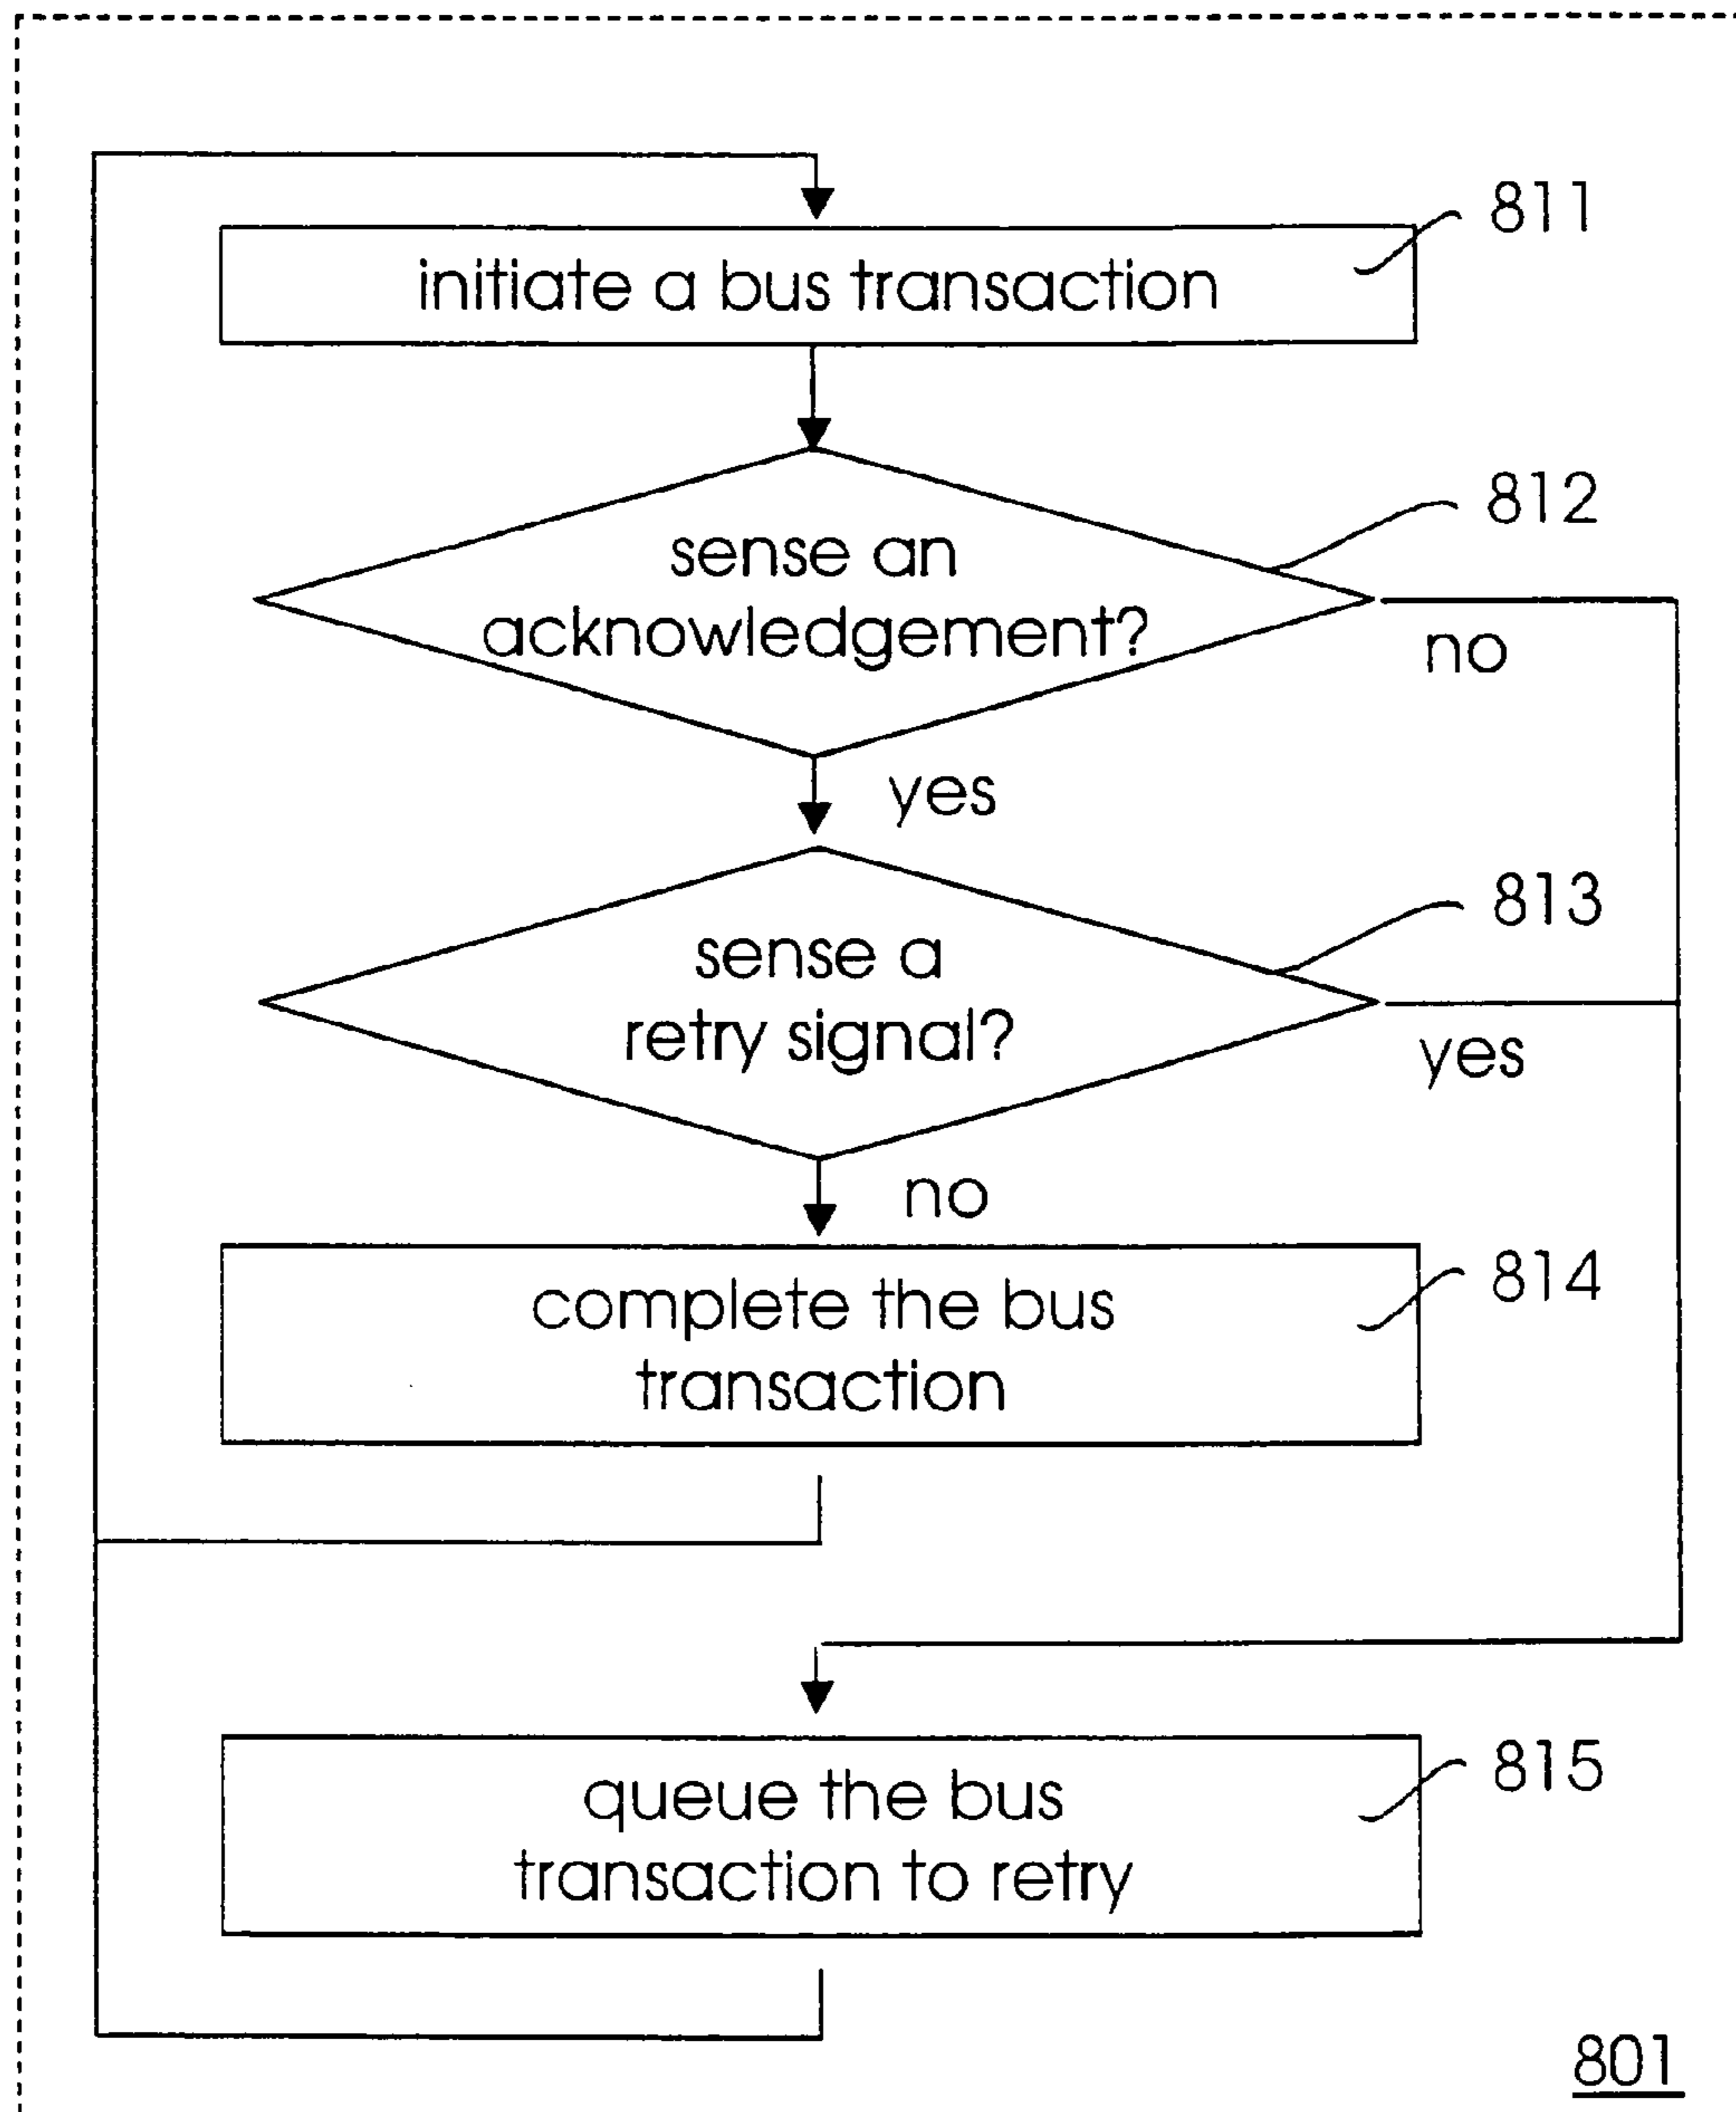 811
initiate a bus transaction
812
sense an
acknowledgement?
no
yes
813
sense a
retry signal?
yes
no
814
complete the bus
transaction
815
queue the bus
transaction to retry
801